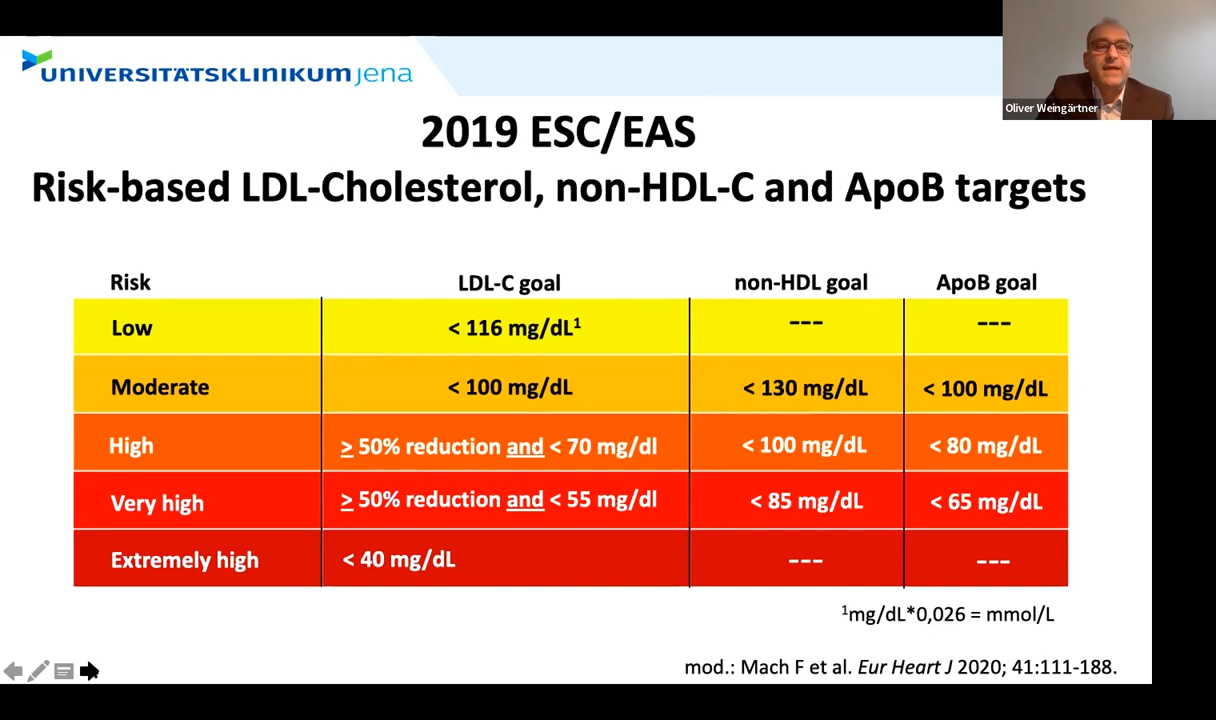 UNIVERSITÄTSKLINIKUM jena
Oliver Weingärtner
2019 ESC/EAS
Risk-based LDL-Cholesterol, non-HDL-C and ApoB targets
Risk LDL-C goal non-HDL goal ApoB goal
Low < 116 mg/dL¹ --- ---
Moderate < 100 mg/dL < 130 mg/dL < 100 mg/dL
High ≥ 50% reduction and < 70 mg/dl < 100 mg/dL < 80 mg/dL
Very high ≥ 50% reduction and < 55 mg/dl < 85 mg/dL < 65 mg/dL
Extremely high < 40 mg/dL --- ---
¹mg/dL*0,026 = mmol/L
mod.: Mach F et al. Eur Heart J 2020; 41:111-188.